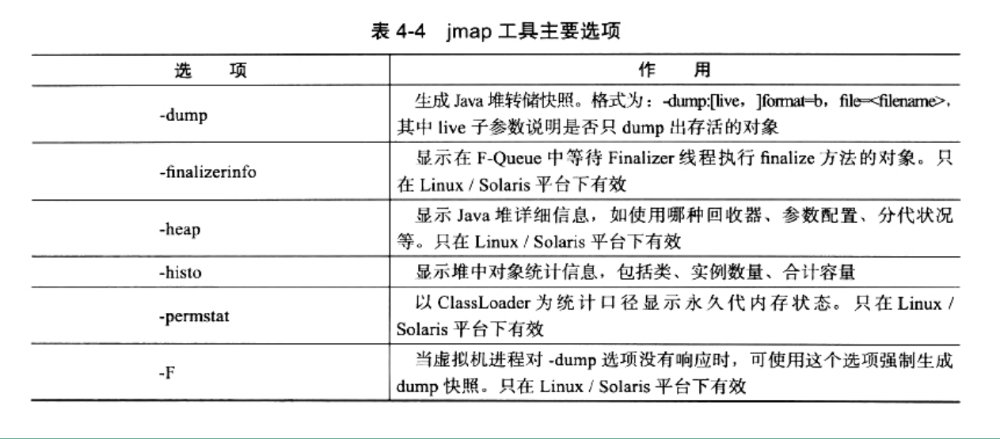 表 4-4 jmap 工具主要选项
选 项 作 用
-dump
生成 Java 堆转储快照。格式为：-dump:[live, ]format=b, file=<filename>,
其中 live 子参数说明是否只 dump 出存活的对象
-finalizerinfo
显示在 F-Queue 中等待 Finalizer 线程执行 finalize 方法的对象。只
在 Linux / Solaris 平台下有效
-heap
显示 Java 堆详细信息，如使用哪种回收器、参数配置、分代状况
等。只在 Linux / Solaris 平台下有效
-histo
显示堆中对象统计信息，包括类、实例数量、合计容量
-permstat
以 ClassLoader 为统计口径显示永久代内存状态。只在 Linux /
Solaris 平台下有效
-F
当虚拟机进程对 -dump 选项没有响应时，可使用这个选项强制生成
dump 快照。只在 Linux / Solaris 平台下有效